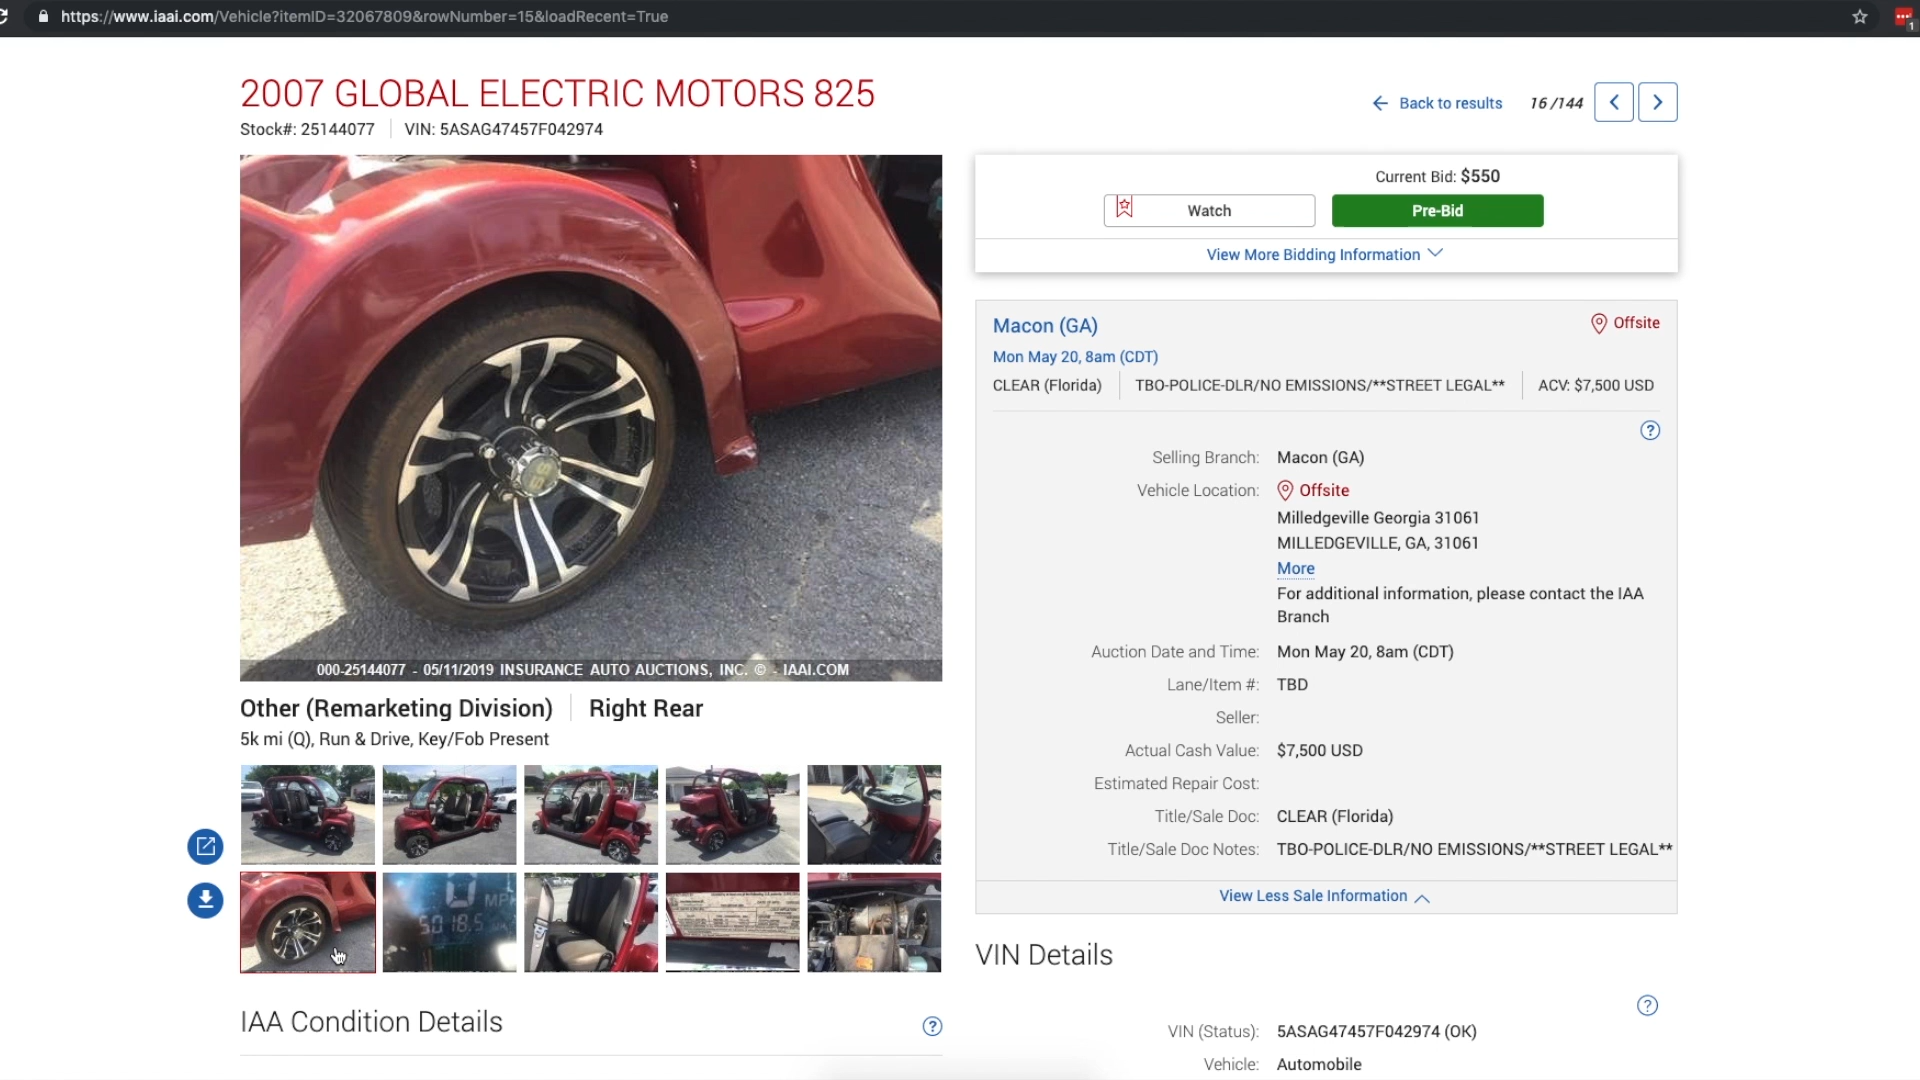 https://www.iaai.com/Vehicle?itemID=32067809&rowNumber=15&loadRecent=True
1
2007 GLOBAL ELECTRIC MOTORS 825
Stock#: 25144077 VIN: 5ASAG47457F042974
Back to results 16 /144
Current Bid: $550
Watch Pre-Bid
View More Bidding Information
Macon (GA) Offsite
Mon May 20, 8am (CDT)
CLEAR (Florida) TBO-POLICE-DLR/NO EMISSIONS/**STREET LEGAL** ACV: $7,500 USD
?
Selling Branch: Macon (GA)
Vehicle Location: Offsite
Milledgeville Georgia 31061
MILLEDGEVILLE, GA, 31061
More
For additional information, please contact the IAA
Branch
Auction Date and Time: Mon May 20, 8am (CDT)
Lane/Item #: TBD
Seller:
Actual Cash Value: $7,500 USD
Estimated Repair Cost:
Title/Sale Doc: CLEAR (Florida)
Title/Sale Doc Notes: TBO-POLICE-DLR/NO EMISSIONS/**STREET LEGAL**
View Less Sale Information
000-25144077 - 05/11/2019 INSURANCE AUTO AUCTIONS, INC. © - IAAI.COM
Other (Remarketing Division) Right Rear
5k mi (Q), Run & Drive, Key/Fob Present
0 MPH
5018.5
IAA Condition Details ?
VIN Details
?
VIN (Status): 5ASAG47457F042974 (OK)
Vehicle: Automobile